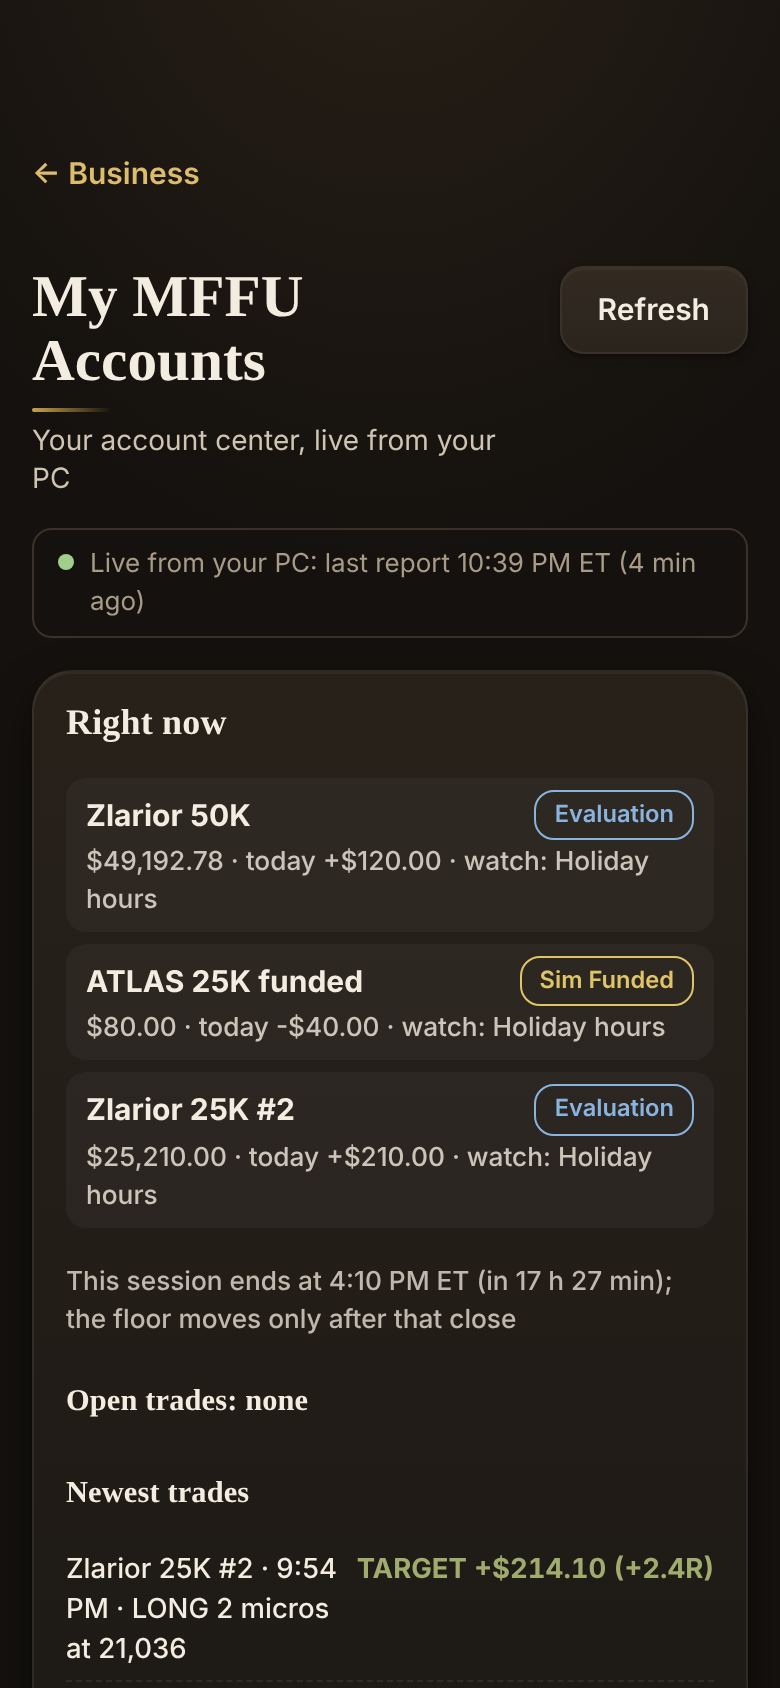 ← Business
My MFFU
Accounts
Refresh
Your account center, live from your
PC
Live from your PC: last report 10:39 PM ET (4 min
ago)
Right now
Zlarior 50K
Evaluation
$49,192.78 · today +$120.00 · watch: Holiday
hours
ATLAS 25K funded
Sim Funded
$80.00 · today -$40.00 · watch: Holiday hours
Zlarior 25K #2
Evaluation
$25,210.00 · today +$210.00 · watch: Holiday
hours
This session ends at 4:10 PM ET (in 17 h 27 min);
the floor moves only after that close
Open trades: none
Newest trades
Zlarior 25K #2 · 9:54
PM · LONG 2 micros
at 21,036
TARGET +$214.10 (+2.4R)